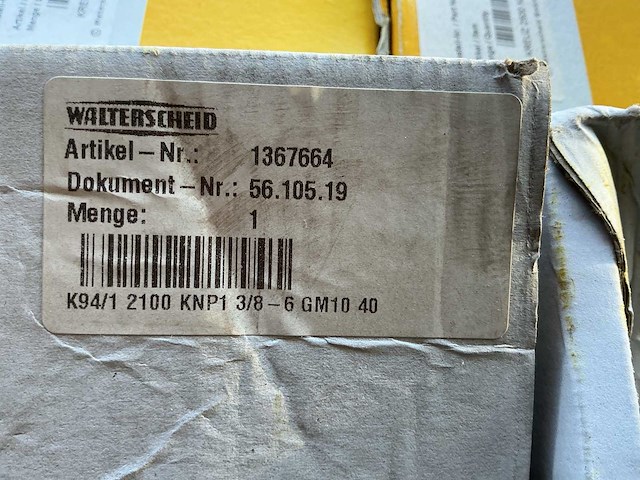 WALTERSCHEID
Artikel – Nr.: 1367664
Dokument – Nr.: 56.105.19
Menge: 1
K94/1 2100 KNP1 3/8 – 6 GM10 40